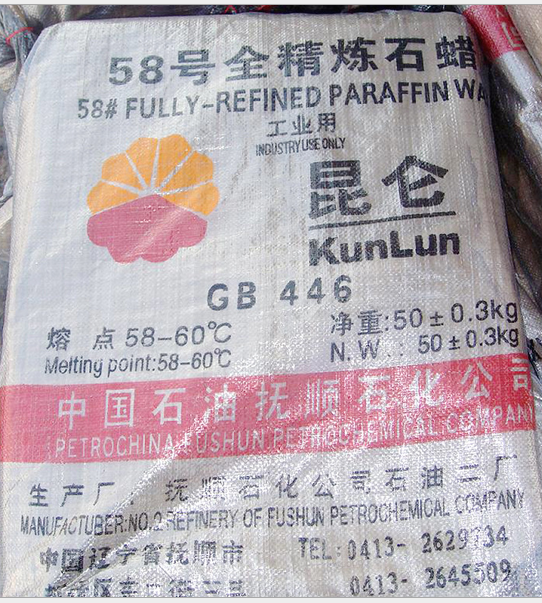 58号全精炼石蜡
58# FULLY-REFINED PARAFFIN WA
工业用
INDUSTRY USE ONLY
昆仑
KunLun
GB 446
熔 点 58-60℃
Melting point:58-60℃
净重:50±0.3kg
N.W.: 50±0.3kg
中国石油抚顺石化公司
PETROCHINA FUSHUN PETROCHEMICAL COMPAN
生产厂: 抚顺石化公司石油二厂
MANUFACTUBER:NO.2 REFINERY OF FUSHUN PETROCHEMICAL COMPANY
中国辽宁省抚顺市
TEL:0413- 2629734
0413- 2645509